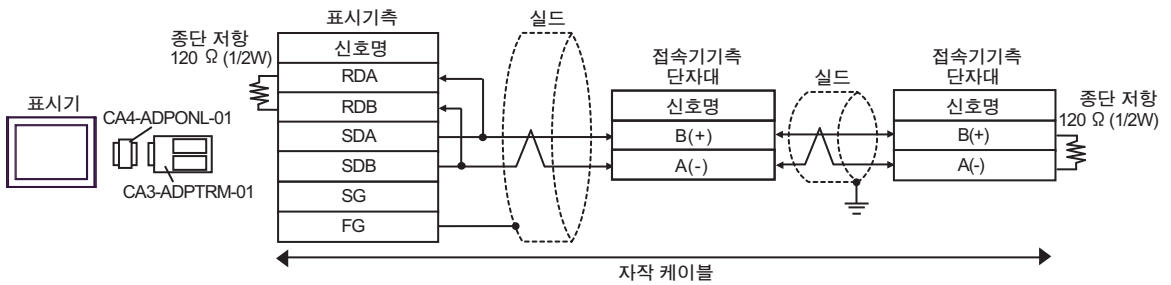 표시기
CA4-ADPONL-01
CA3-ADPTRM-01
종단 저항
120 Ω (1/2W)
표시기측
신호명
RDA
RDB
SDA
SDB
SG
FG
실드
접속기기측
단자대
신호명
B(+)
A(-)
실드
접속기기측
단자대
신호명
B(+)
A(-)
종단 저항
120 Ω (1/2W)
자작 케이블